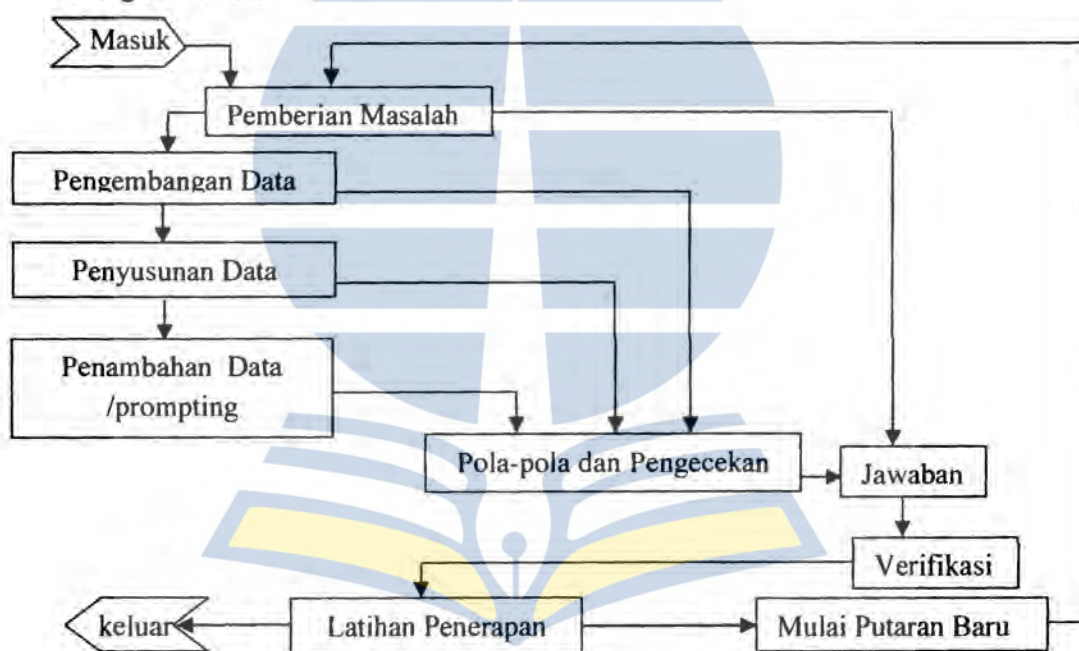 Masuk
Pemberian Masalah
Pengembangan Data
Penyusunan Data
Penambahan Data
/prompting
Pola-pola dan Pengecekan
Jawaban
Verifikasi
keluar
Latihan Penerapan
Mulai Putaran Baru